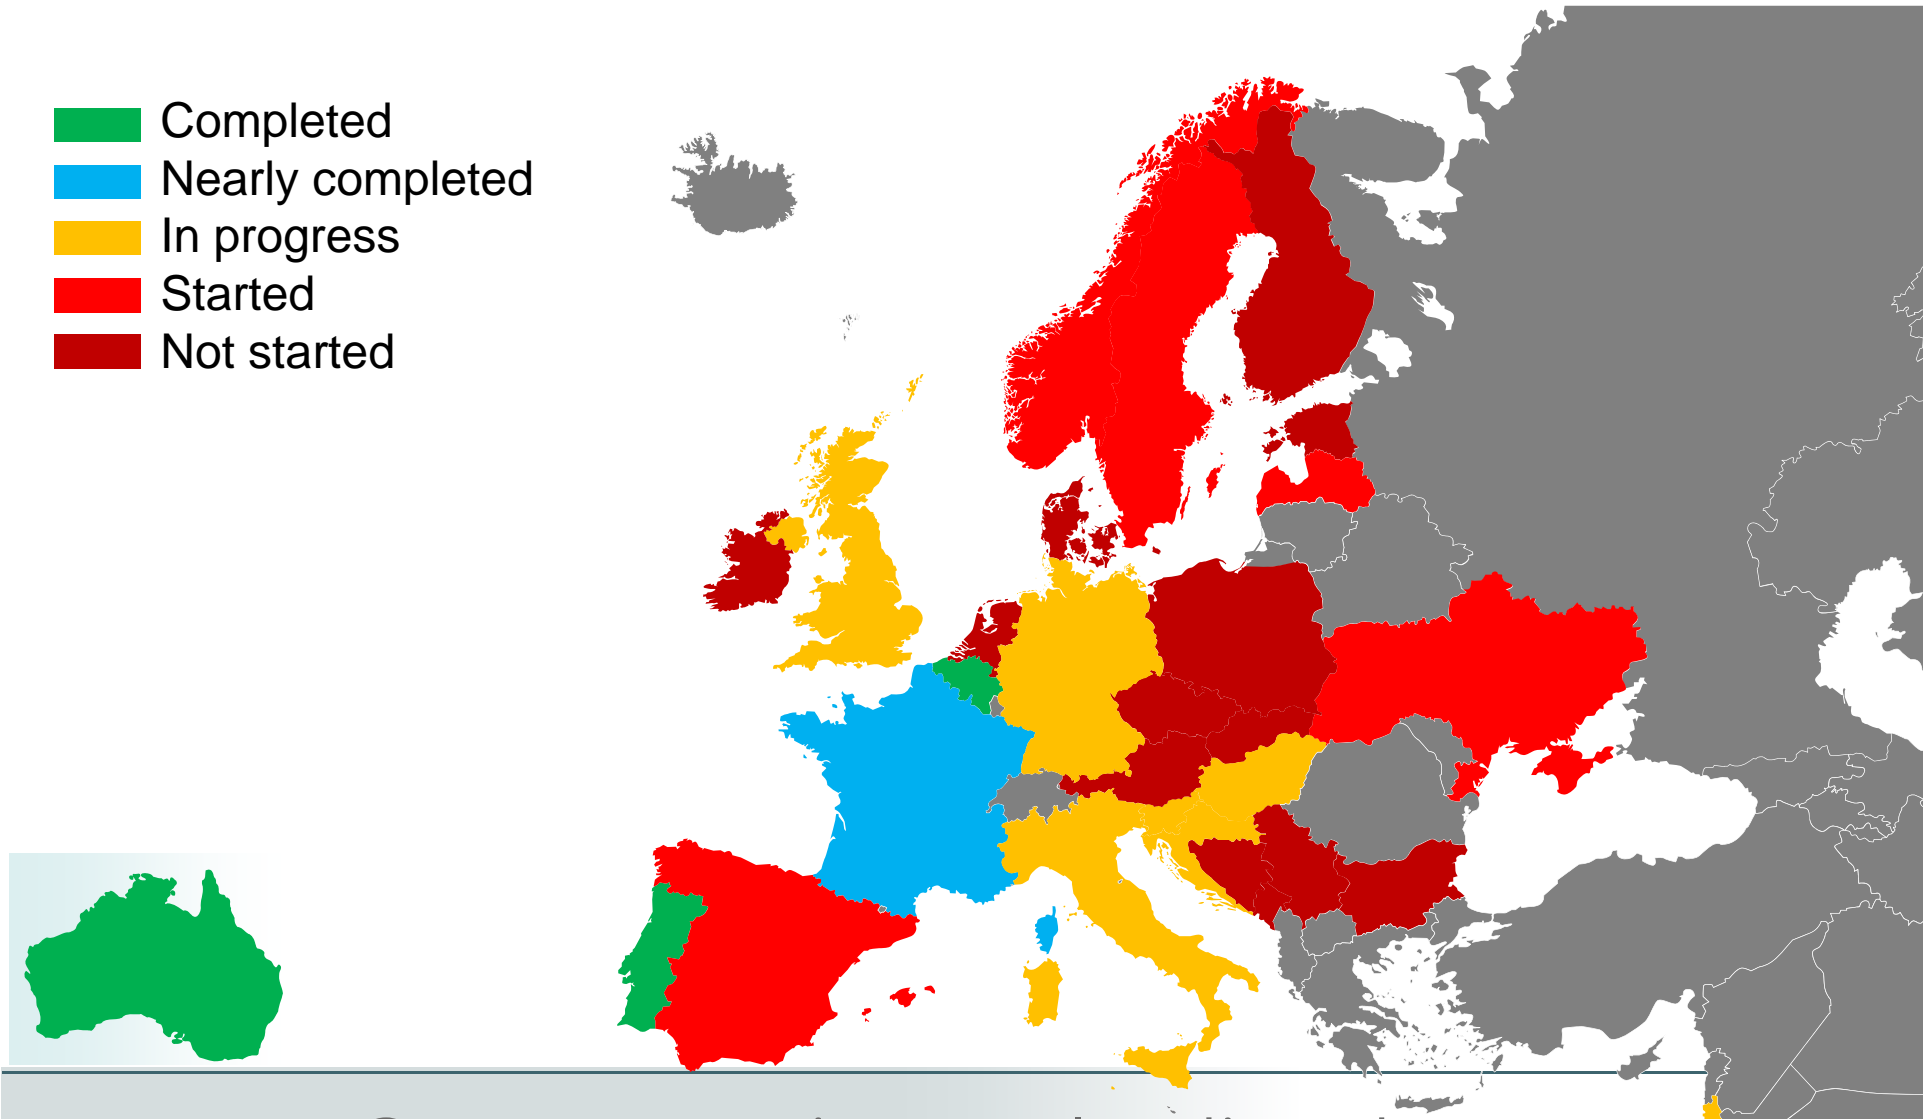 Completed
Nearly completed
In progress
Started
Not started